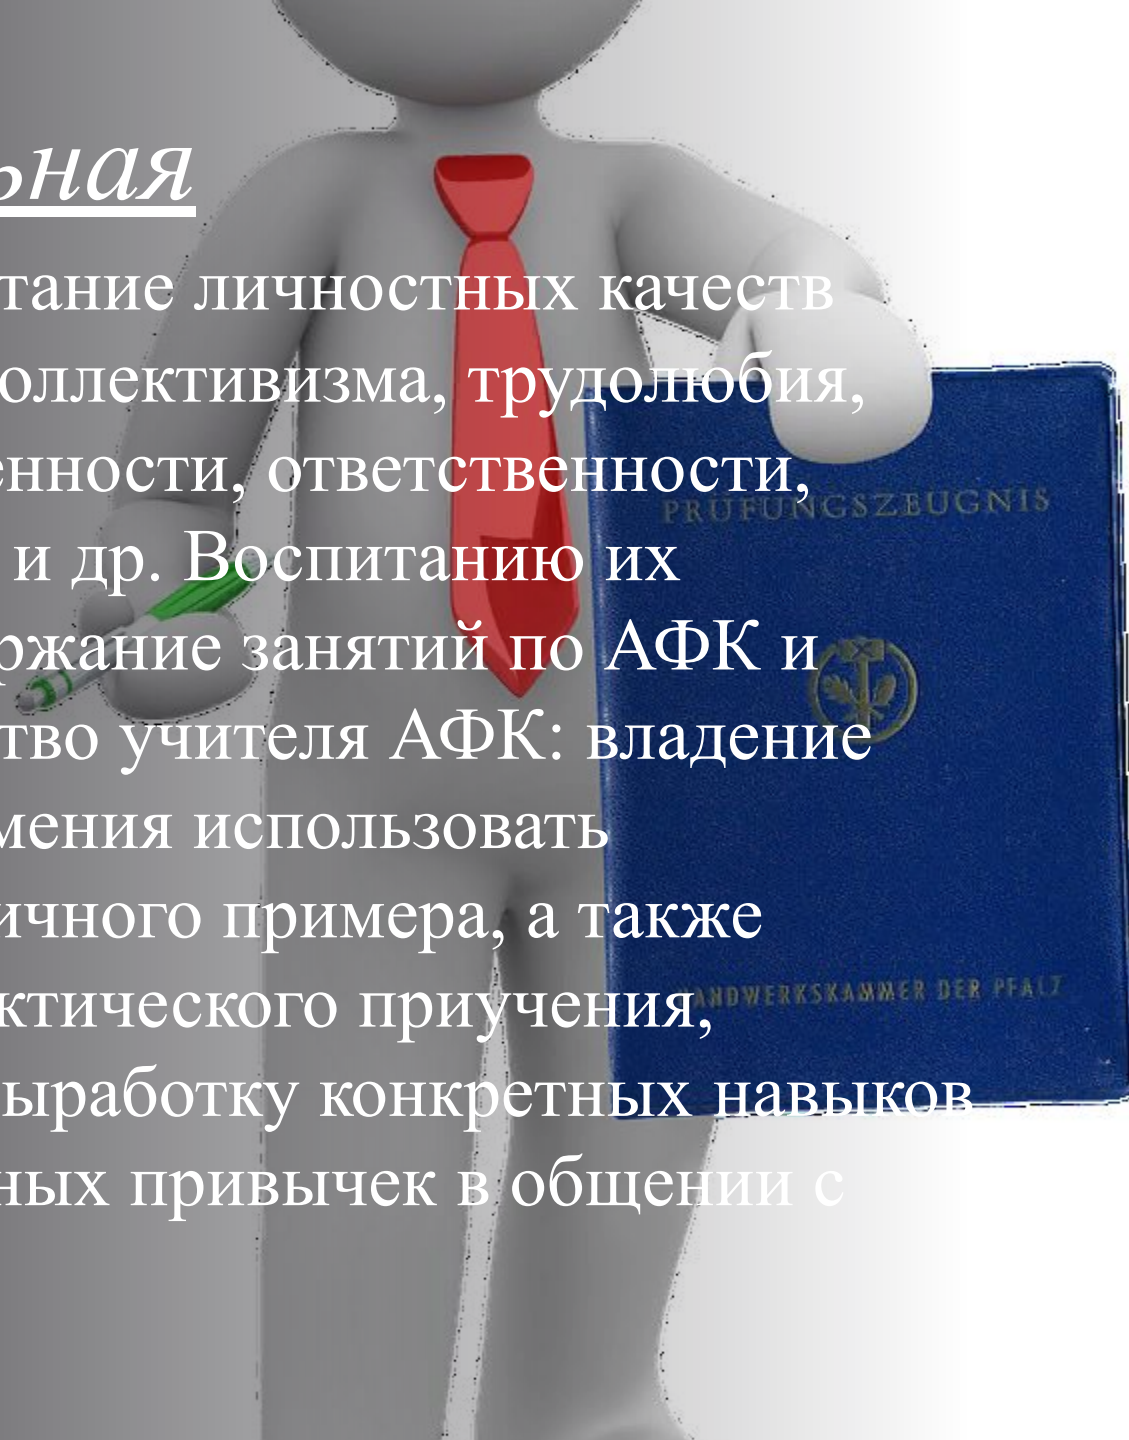 ьная
тание личностных качеств
оллективизма, трудолюбия,
енности, ответственности,
и др. Воспитанию их
ржание занятий по АФК и
тво учителя АФК: владение
мения использовать
ичного примера, а также
ктического приучения,
ыработку конкретных навыков
ных привычек в общении с
PRÜFUNGSZEUGNIS
HANDWERKSKAMMER DER PFALZ